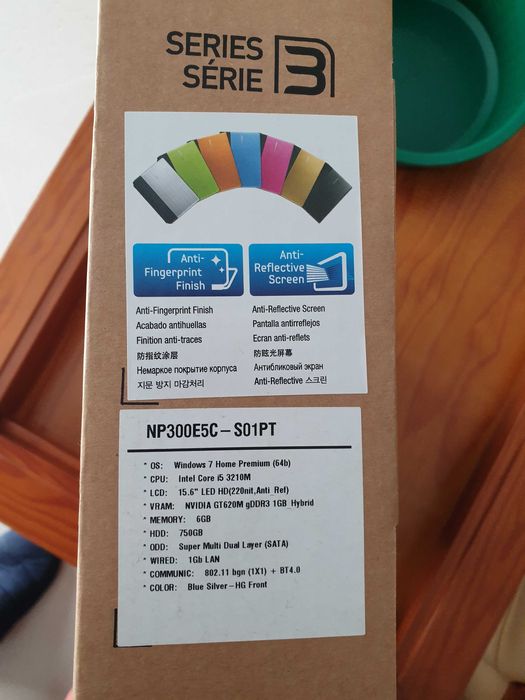 SERIES
SÉRIE 3
Anti-
Fingerprint
Finish
Anti-
Reflective
Screen
Anti-Fingerprint Finish
Acabado antihuellas
Finition anti-traces
防指纹涂层
Немаркое покрытие корпуса
지문 방지 마감처리
Anti-Reflective Screen
Pantalla antirreflejos
Ecran anti-reflets
防眩光屏幕
Антибликовый экран
Anti-Reflective 스크린
NP300E5C-S01PT
* OS: Windows 7 Home Premium (64b)
* CPU: Intel Core i5 3210M
* LCD: 15.6" LED HD(220nit,Anti_Ref)
* VRAM: NVIDIA GT620M gDDR3 1GB_Hybrid
* MEMORY: 6GB
* HDD: 750GB
* ODD: Super Multi Dual Layer (SATA)
* WIRED: 1Gb LAN
* COMMUNIC: 802.11 bgn (1X1) + BT4.0
* COLOR: Blue Silver-HG Front